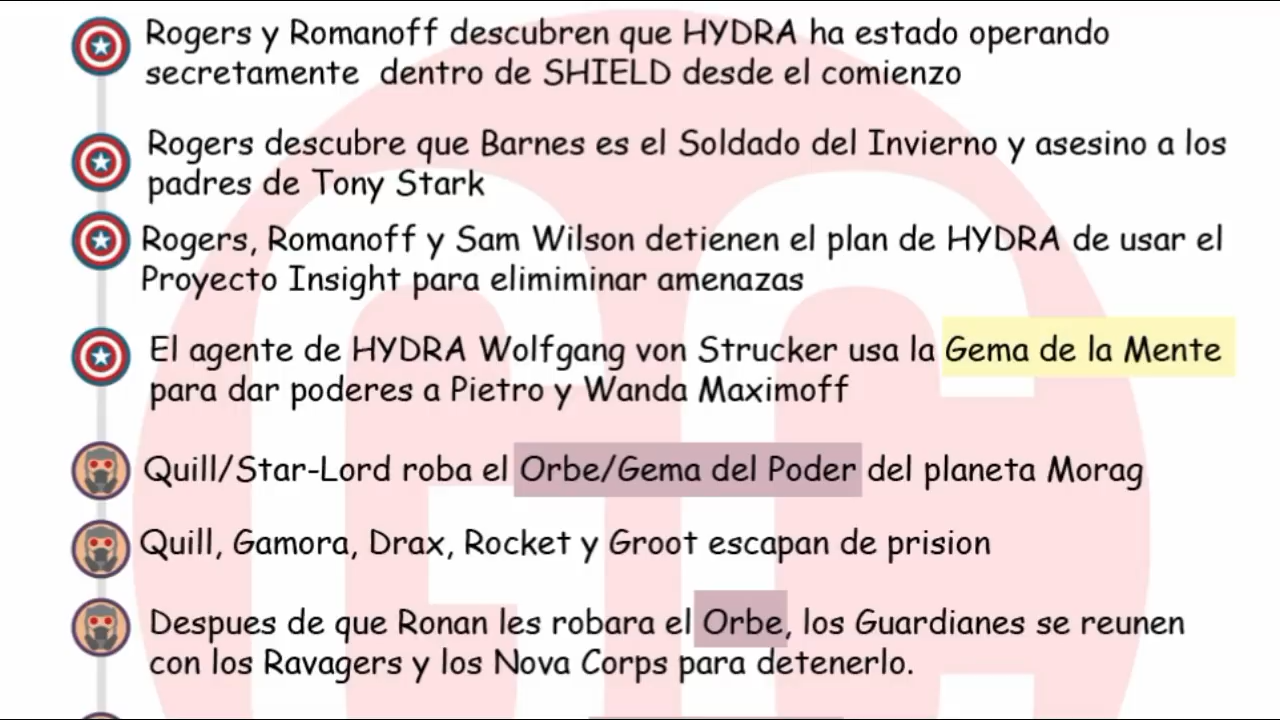 Rogers y Romanoff descubren que HYDRA ha estado operando
secretamente dentro de SHIELD desde el comienzo
Rogers descubre que Barnes es el Soldado del Invierno y asesino a los
padres de Tony Stark
Rogers, Romanoff y Sam Wilson detienen el plan de HYDRA de usar el
Proyecto Insight para elimiminar amenazas
El agente de HYDRA Wolfgang von Strucker usa la Gema de la Mente
para dar poderes a Pietro y Wanda Maximoff
Quill/Star-Lord roba el Orbe/Gema del Poder del planeta Morag
Quill, Gamora, Drax, Rocket y Groot escapan de prision
Despues de que Ronan les robara el Orbe, los Guardianes se reunen
con los Ravagers y los Nova Corps para detenerlo.